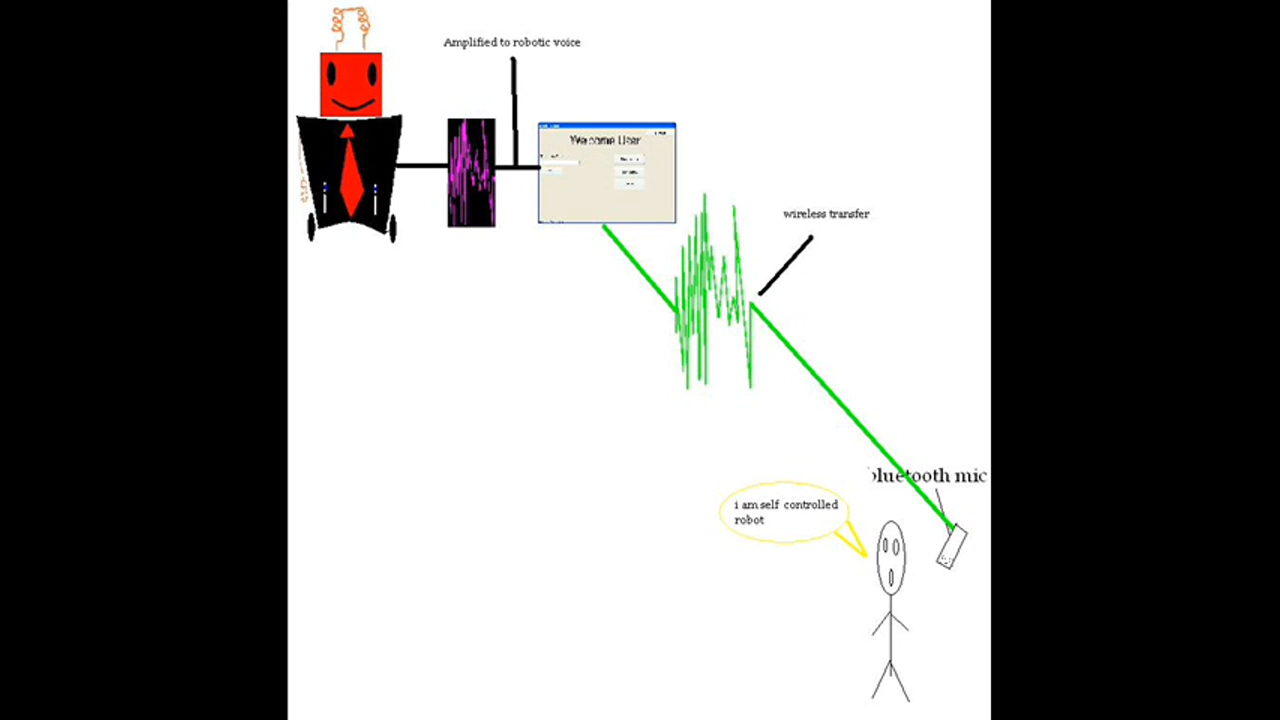 Amplified to robotic voice
Welcome User
wireless transfer
bluetooth mic
i am self controlled
robot